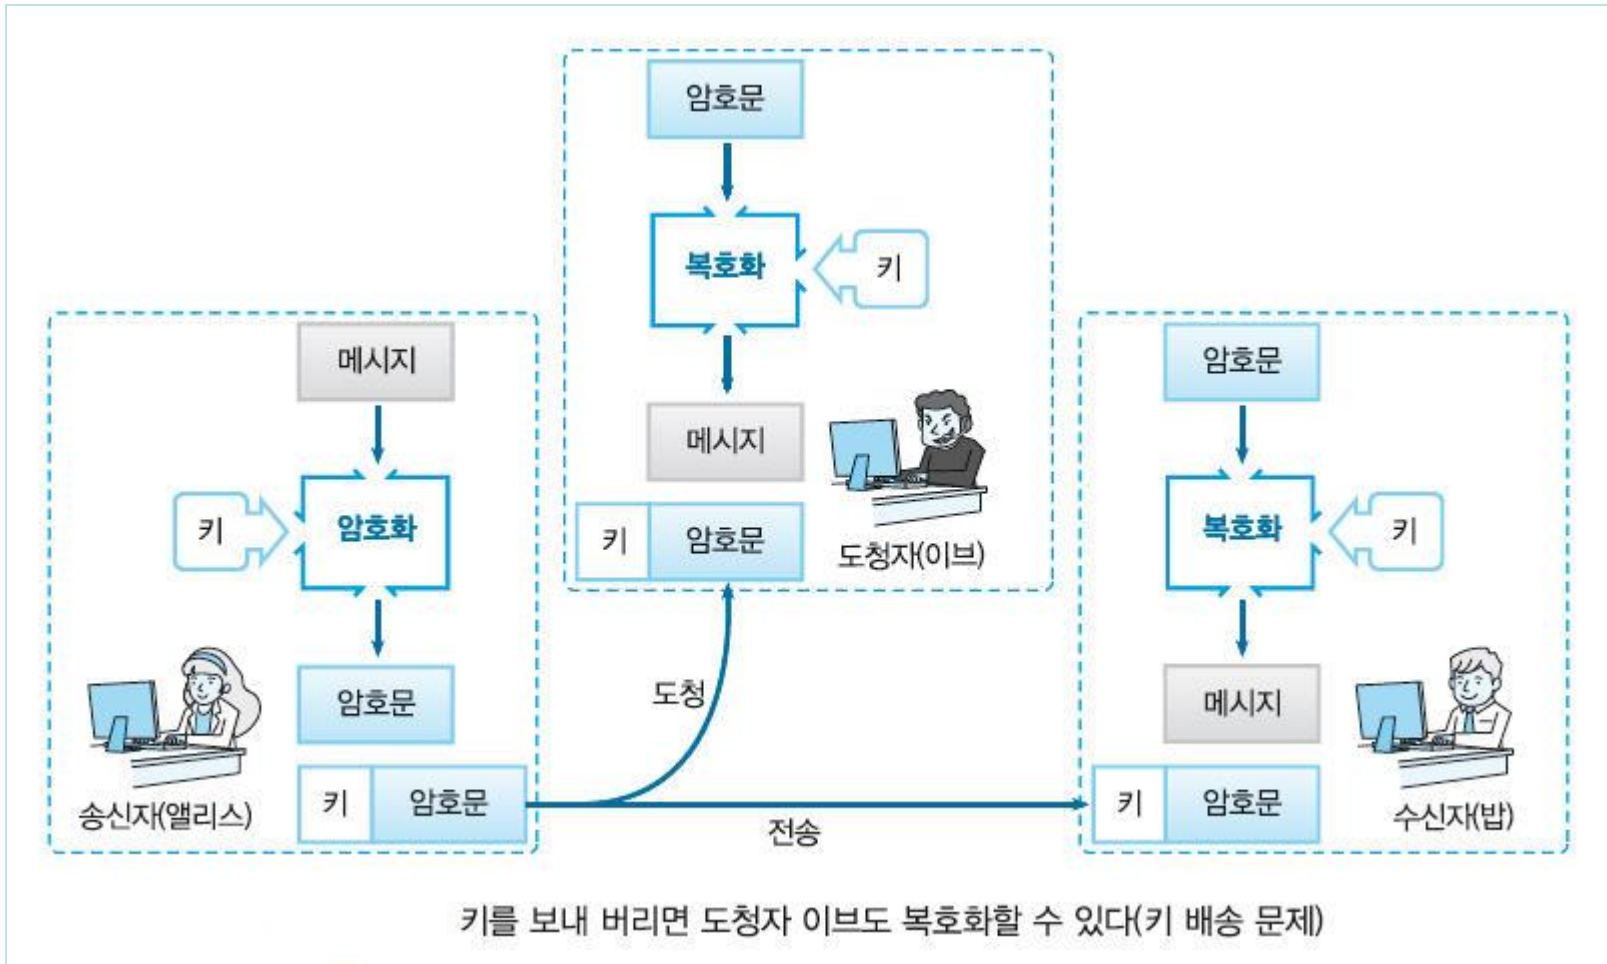 메시지
키
암호화
암호문
송신자(앨리스)
키 암호문
도청
전송
암호문
복호화
키
메시지
키 암호문
도청자(이브)
암호문
복호화
키
메시지
키 암호문
수신자(밥)
키를 보내 버리면 도청자 이브도 복호화할 수 있다(키 배송 문제)